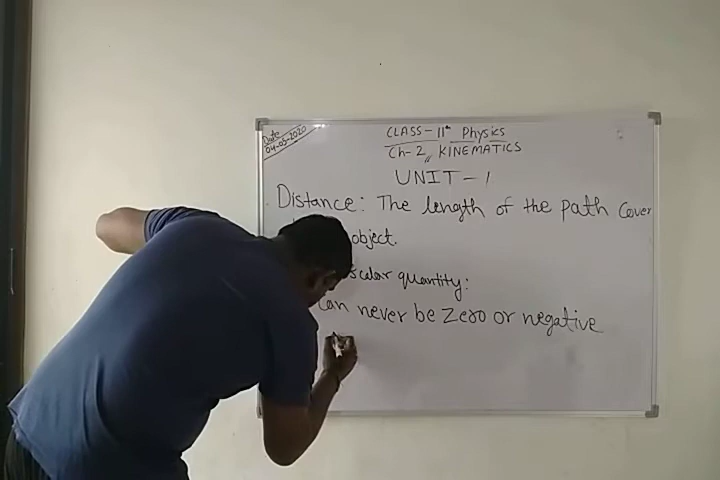 Date
04-05-2020
CLASS-11th Physics
Ch-2,, KINEMATICS
UNIT-1
Distance: The length of the path Cover
object.
scalar quantity:
can never be Zero or negative